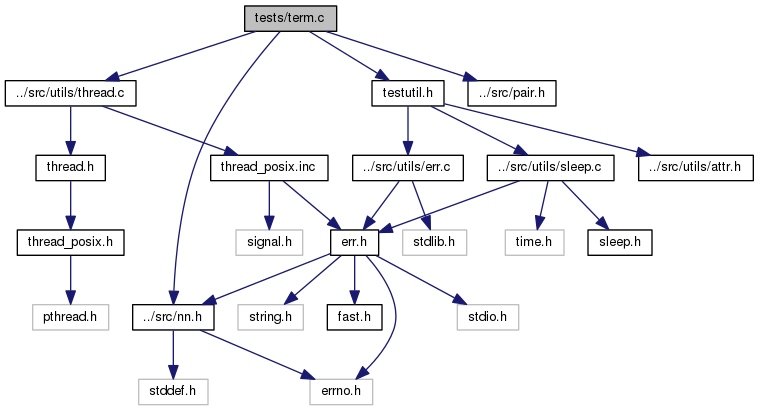 tests/term.c
../src/utils/thread.c
testutil.h
../src/pair.h
thread.h
thread_posix.inc
../src/utils/err.c
../src/utils/sleep.c
../src/utils/attr.h
thread_posix.h
signal.h
err.h
stdlib.h
time.h
sleep.h
pthread.h
../src/nn.h
string.h
fast.h
stdio.h
stddef.h
errno.h